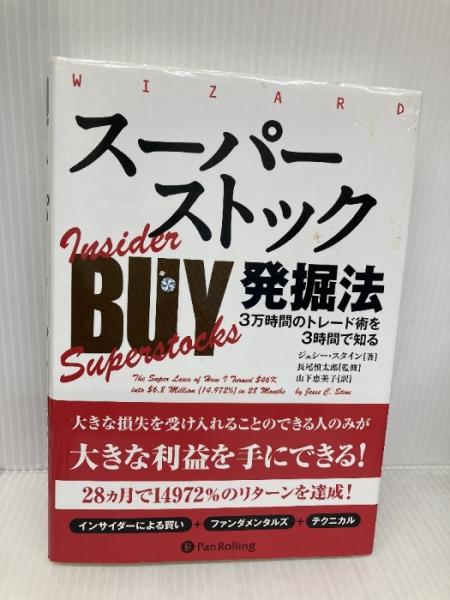 WIZARD
スーパー
ストック
Insider
BUY
Superstocks
発掘法
3万時間のトレード術を
3時間で知る
ジェシー・スタイン[著]
長尾慎太郎[監修]
山下恵美子[訳]
The Super Laws of How I Turned $46K
into $6.8 Million (14,972%) in 28 Months by Jesse C. Stine
大きな損失を受け入れることのできる人のみが
大きな利益を手にできる!
28ヵ月で14972%のリターンを達成!
インサイダーによる買い + ファンダメンタルズ + テクニカル
PanRolling